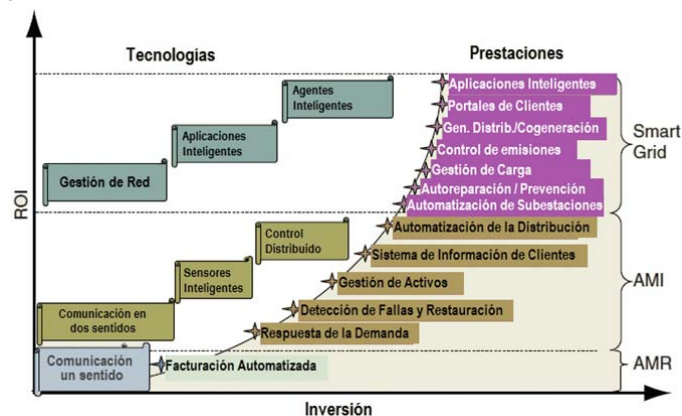 Tecnologías
Prestaciones
Agentes
Inteligentes
Aplicaciones
Inteligentes
Gestión de Red
Aplicaciones Inteligentes
Portales de Clientes
Gen. Distrib./Cogeneración
Control de emisiones
Gestión de Carga
Autoreparación / Prevención
Automatización de Subestaciones
Smart
Grid
ROI
Control
Distribuido
Sensores
Inteligentes
Comunicación en
dos sentidos
Automatización de la Distribución
Sistema de Información de Clientes
Gestión de Activos
Detección de Fallas y Restauración
Respuesta de la Demanda
AMI
Comunicación
un sentido
Facturación Automatizada
AMR
Inversión